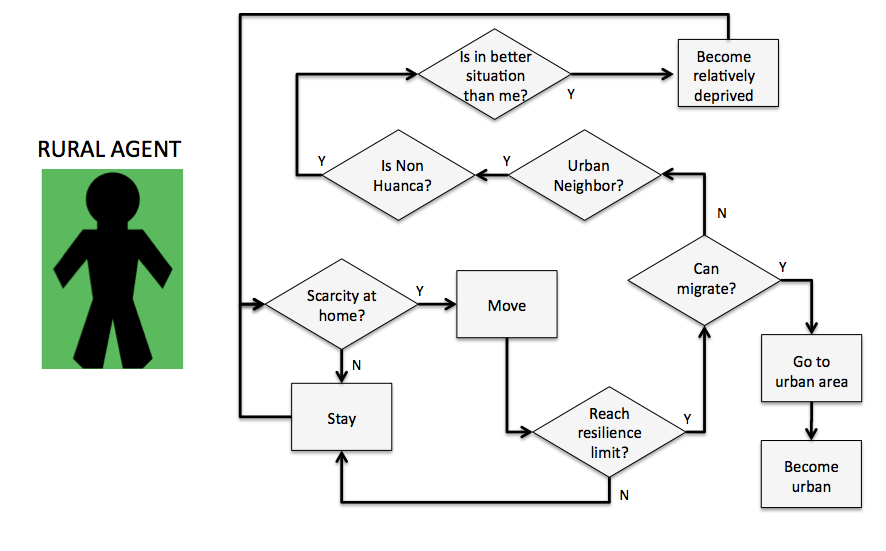 RURAL AGENT
Is in better
situation
than me?
Y
Become
relatively
deprived
Y
Is Non
Huanca?
Y
Urban
Neighbor?
N
Can
migrate?
Y
Scarcity at
home?
Y
Move
N
Go to
urban area
Stay
Reach
resilience
limit?
Y
N
Become
urban